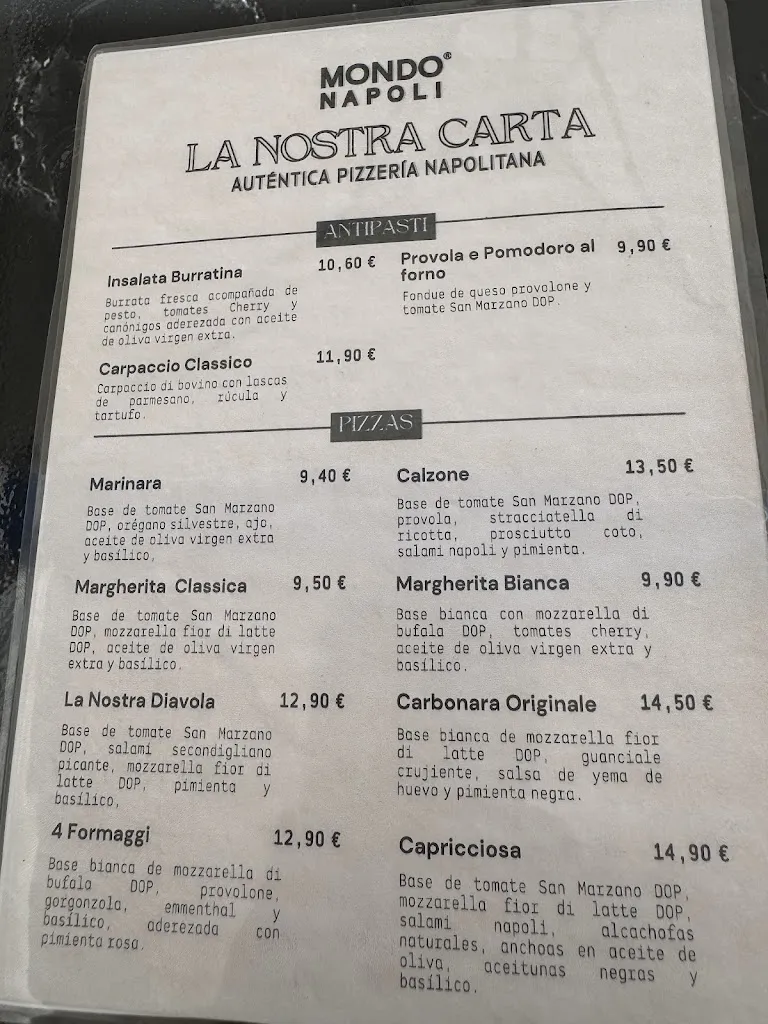 MONDO®
NAPOLI
LA NOSTRA CARTA
AUTÉNTICA PIZZERÍA NAPOLITANA
ANTIPASTI
Insalata Burratina 10,60 €
Burrata fresca acompañada de
pesto, tomates Cherry y
canónigos aderezada con aceite
de oliva virgen extra.
Carpaccio Classico 11,90 €
Carpaccio di bovino con lascas
de parmesano, rúcula y
tartufo.
Provola e Pomodoro al 9,90 €
forno
Fondue de queso provolone y
tomate San Marzano DOP.
PIZZAS
Marinara 9,40 €
Base de tomate San Marzano
DOP, orégano silvestre, ajo,
aceite de oliva virgen extra
y basílico,
Margherita Classica 9,50 €
Base de tomate San Marzano
DOP, mozzarella fior di latte
DOP, aceite de oliva virgen
extra y basílico.
La Nostra Diavola 12,90 €
Base de tomate San Marzano
DOP, salami secondigliano
picante, mozzarella fior di
latte DOP, pimienta y
basílico,
4 Formaggi 12,90 €
Base bianca de mozzarella di
bufala DOP, provolone,
gorgonzola, emmenthal y
basílico, aderezada con
pimienta rosa.
Calzone 13,50 €
Base de tomate San Marzano DOP,
provola, stracciatella di
ricotta, prosciutto coto,
salami napoli y pimienta.
Margherita Bianca 9,90 €
Base bianca con mozzarella di
bufala DOP, tomates cherry,
aceite de oliva virgen extra y
basílico.
Carbonara Originale 14,50 €
Base bianca de mozzarella fior
di latte DOP, guanciale
crujiente, salsa de yema de
huevo y pimienta negra.
Capricciosa 14,90 €
Base de tomate San Marzano DOP,
mozzarella fior di latte DOP,
salami napoli, alcachofas
naturales, anchoas en aceite de
oliva, aceitunas negras y
basílico.